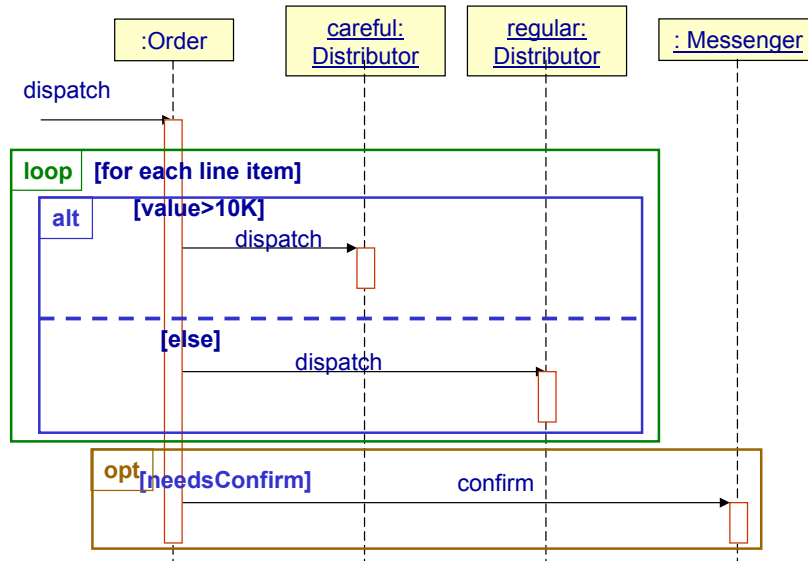 :Order
careful:
Distributor
regular:
Distributor
: Messenger
dispatch
loop [for each line item]
alt [value>10K]
dispatch
[else]
dispatch
opt [needsConfirm]
confirm